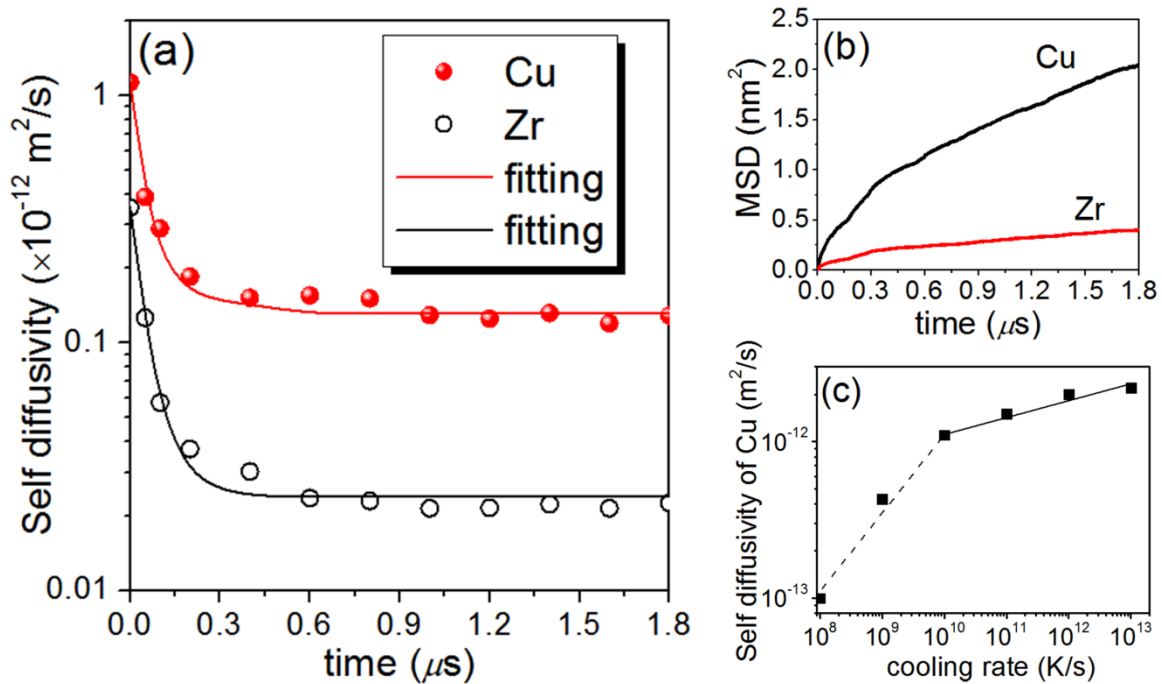 (a)
Cu
Zr
fitting
fitting
1
0.1
0.01
Self diffusivity (×10⁻¹² m²/s)
0.0 0.3 0.6 0.9 1.2 1.5 1.8
time (μs)
(b)
Cu
Zr
2.5
2.0
1.5
1.0
0.5
0.0
MSD (nm²)
0.0 0.3 0.6 0.9 1.2 1.5 1.8
time (μs)
(c)
10⁻¹²
10⁻¹³
Self diffusivity of Cu (m²/s)
10⁸ 10⁹ 10¹⁰ 10¹¹ 10¹² 10¹³
cooling rate (K/s)